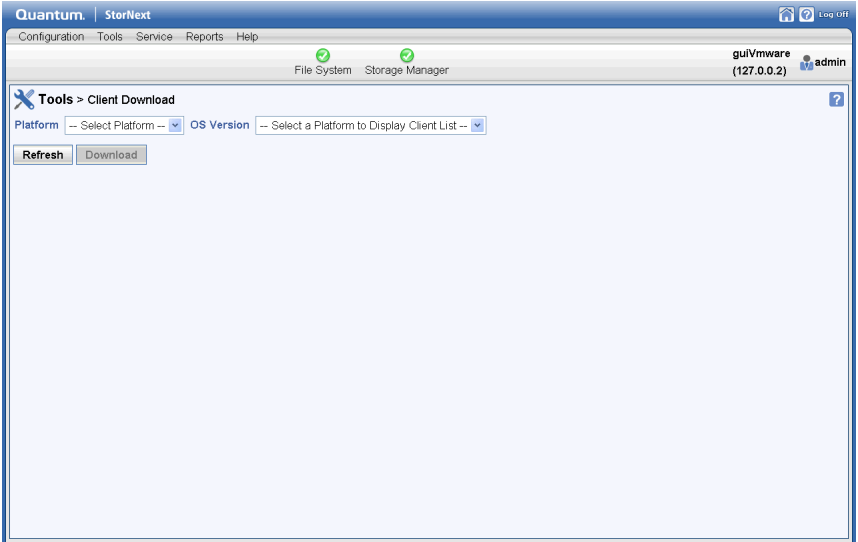 Quantum. StorNext Log Off
Configuration Tools Service Reports Help
File System Storage Manager
guiVmware
(127.0.0.2)
admin
Tools > Client Download
Platform -- Select Platform -- OS Version -- Select a Platform to Display Client List --
Refresh Download